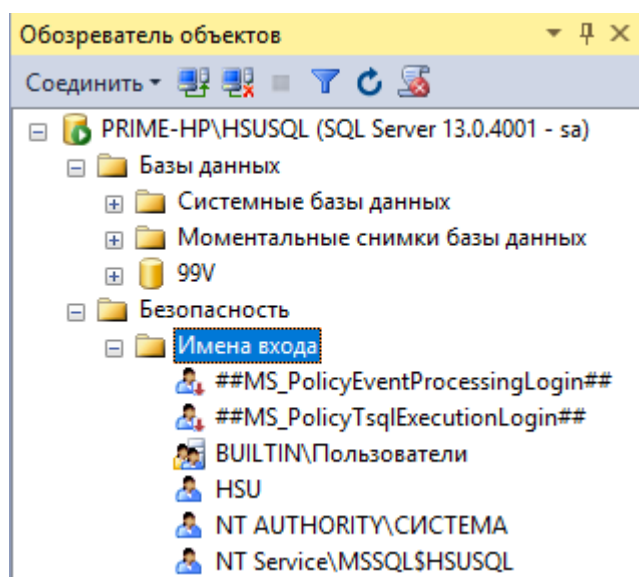 Обозреватель объектов
Соединить
PRIME-HP\HSUSQL (SQL Server 13.0.4001 - sa)
Базы данных
Системные базы данных
Моментальные снимки базы данных
99V
Безопасность
Имена входа
##MS_PolicyEventProcessingLogin##
##MS_PolicyTsqlExecutionLogin##
BUILTIN\Пользователи
HSU
NT AUTHORITY\СИСТЕМА
NT Service\MSSQL$HSUSQL